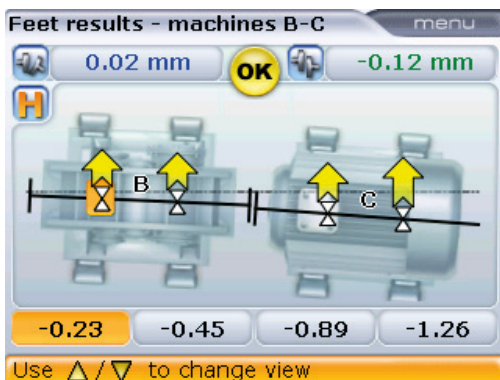 Feet results - machines B-C menu
0.02 mm OK -0.12 mm
H
B
C
-0.23 -0.45 -0.89 -1.26
Use △/▽ to change view